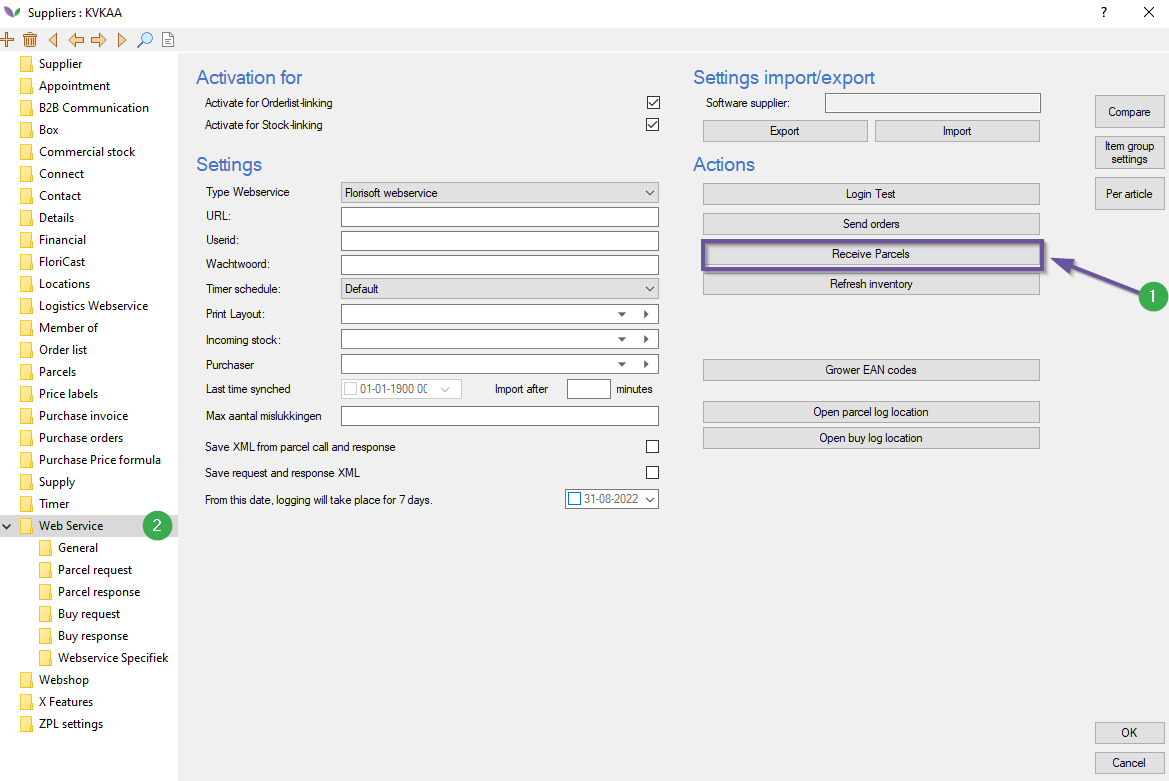 Suppliers : KVKAA
?
Supplier
Appointment
B2B Communication
Box
Commercial stock
Connect
Contact
Details
Financial
FloriCast
Locations
Logistics Webservice
Member of
Order list
Parcels
Price labels
Purchase invoice
Purchase orders
Purchase Price formula
Supply
Timer
Web Service 2
General
Parcel request
Parcel response
Buy request
Buy response
Webservice Specifiek
Webshop
X Features
ZPL settings
Activation for
Activate for Orderlist-linking
Activate for Stock-linking
Settings
Type Webservice Florisoft webservice
URL:
Userid:
Wachtwoord:
Timer schedule: Default
Print Layout:
Incoming stock:
Purchaser
Last time synched 01-01-1900 00 Import after minutes
Max aantal mislukkingen
Save XML from parcel call and response
Save request and response XML
From this date, logging will take place for 7 days. 31-08-2022
Settings import/export
Software supplier:
Export Import
Actions
Login Test
Send orders
Receive Parcels
1
Refresh inventory
Grower EAN codes
Open parcel log location
Open buy log location
Compare
Item group
settings
Per article
OK
Cancel